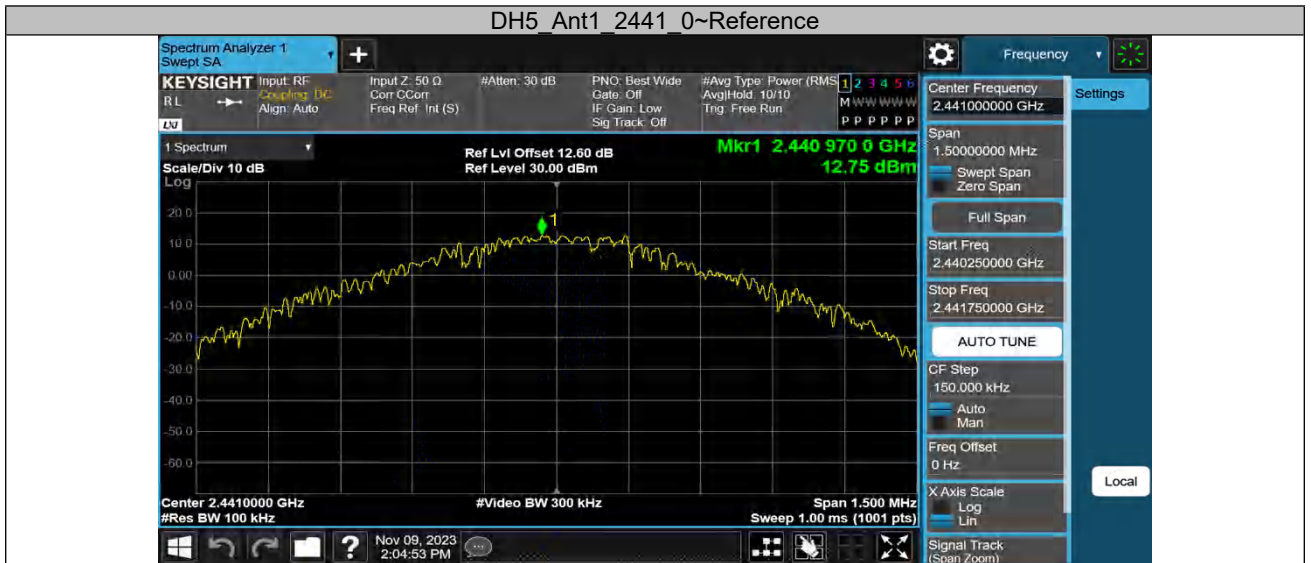 DH5_Ant1_2441_0~Reference
Spectrum Analyzer 1
Swept SA
+
Frequency
KEYSIGHT
RL
LXI
Input: RF
Coupling: DC
Align: Auto
Input Z: 50 Ω
Corr CCorr
Freq Ref: Int (S)
#Atten: 30 dB
PNO: Best Wide
Gate: Off
IF Gain: Low
Sig Track: Off
#Avg Type: Power (RMS
Avg|Hold: 10/10
Trig: Free Run
1 2 3 4 5 6
M W W W W W
P P P P P P
1 Spectrum
Scale/Div 10 dB
Log
Ref Lvl Offset 12.60 dB
Ref Level 30.00 dBm
Mkr1 2.440 970 0 GHz
12.75 dBm
1
20.0
10.0
0.00
-10.0
-20.0
-30.0
-40.0
-50.0
-60.0
Center 2.4410000 GHz
#Res BW 100 kHz
#Video BW 300 kHz
Span 1.500 MHz
Sweep 1.00 ms (1001 pts)
Nov 09, 2023
2:04:53 PM
?
Center Frequency
2.441000000 GHz
Settings
Span
1.50000000 MHz
Swept Span
Zero Span
Full Span
Start Freq
2.440250000 GHz
Stop Freq
2.441750000 GHz
AUTO TUNE
CF Step
150.000 kHz
Auto
Man
Freq Offset
0 Hz
X Axis Scale
Log
Lin
Local
Signal Track
(Span Zoom)